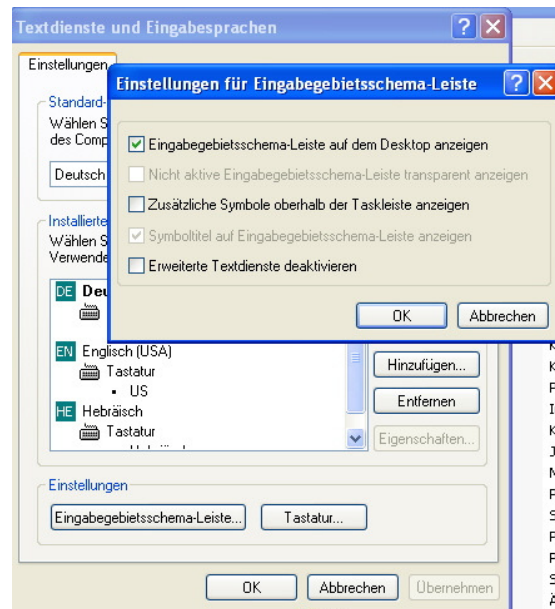 Textdienste und Eingabesprachen
Einstellungen
Einstellungen für Eingabegebietsschema-Leiste
Standard-
Wählen S
des Comp
Deutsch
Eingabegebietsschema-Leiste auf dem Desktop anzeigen
Nicht aktive Eingabegebietsschema-Leiste transparent anzeigen
Zusätzliche Symbole oberhalb der Taskleiste anzeigen
Symboltitel auf Eingabegebietsschema-Leiste anzeigen
Erweiterte Textdienste deaktivieren
OK
Abbrechen
Installierte
Wählen S
Verwende
DE Deu
EN Englisch (USA)
Tastatur
US
HE Hebräisch
Tastatur
Hinzufügen...
Entfernen
Eigenschaften...
Einstellungen
Eingabegebietsschema-Leiste...
Tastatur...
OK
Abbrechen
Übernehmen